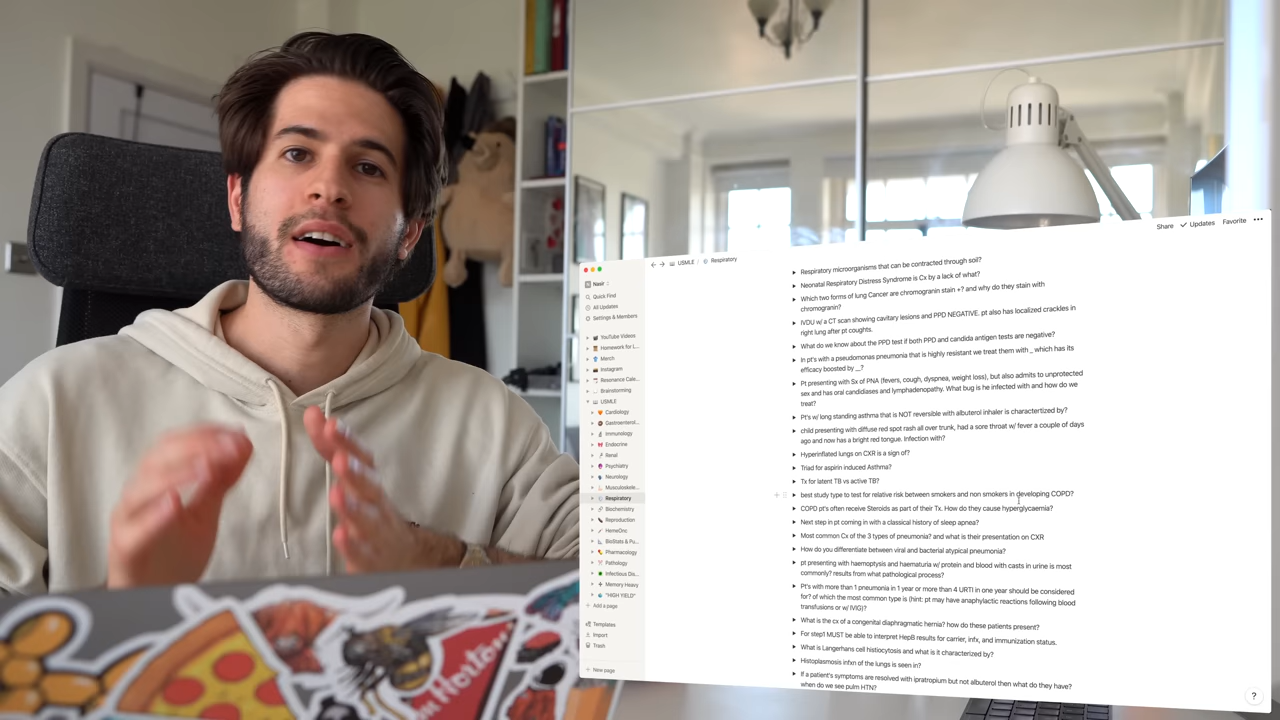 Share ✓ Updates Favorite •••
← → USMLE / Respiratory
Nasir
Quick Find
All Updates
Settings & Members
YouTube Videos
Homework for L...
Merch
Instagram
Resonance Cale...
Brainstorming
USMLE
Cardiology
Gastroenterol...
Immunology
Endocrine
Renal
Psychiatry
Neurology
Musculoskele...
Respiratory
Biochemistry
Reproduction
HemeOnc
BioStats & Pu...
Pharmacology
Pathology
Infectious Dis...
Memory Heavy
"HIGH YIELD"
+ Add a page
Templates
Import
Trash
+ New page
Respiratory microorganisms that can be contracted through soil?
Neonatal Respiratory Distress Syndrome is Cx by a lack of what?
Which two forms of lung Cancer are chromogranin stain +? and why do they stain with
chromogranin?
IVDU w/ a CT scan showing cavitary lesions and PPD NEGATIVE. pt also has localized crackles in
right lung after pt coughts.
What do we know about the PPD test if both PPD and candida antigen tests are negative?
In pt's with a pseudomonas pneumonia that is highly resistant we treat them with _ which has its
efficacy boosted by __?
Pt presenting with Sx of PNA (fevers, cough, dyspnea, weight loss), but also admits to unprotected
sex and has oral candidiases and lymphadenopathy. What bug is he infected with and how do we
treat?
Pt's w/ long standing asthma that is NOT reversible with albuterol inhaler is charactertized by?
child presenting with diffuse red spot rash all over trunk, had a sore throat w/ fever a couple of days
ago and now has a bright red tongue. Infection with?
Hyperinflated lungs on CXR is a sign of?
Triad for aspirin induced Asthma?
Tx for latent TB vs active TB?
best study type to test for relative risk between smokers and non smokers in developing COPD?
COPD pt's often receive Steroids as part of their Tx. How do they cause hyperglycaemia?
Next step in pt coming in with a classical history of sleep apnea?
Most common Cx of the 3 types of pneumonia? and what is their presentation on CXR
How do you differentiate between viral and bacterial atypical pneumonia?
pt presenting with haemoptysis and haematuria w/ protein and blood with casts in urine is most
commonly? results from what pathological process?
Pt's with more than 1 pneumonia in 1 year or more than 4 URTI in one year should be considered
for? of which the most common type is (hint: pt may have anaphylactic reactions following blood
transfusions or w/ IVIG)?
What is the cx of a congenital diaphragmatic hernia? how do these patients present?
For step1 MUST be able to interpret HepB results for carrier, infx, and immunization status.
What is Langerhans cell histiocytosis and what is it characterized by?
Histoplasmosis infxn of the lungs is seen in?
If a patient's symptoms are resolved with ipratropium but not albuterol then what do they have?
when do we see pulm HTN?
?